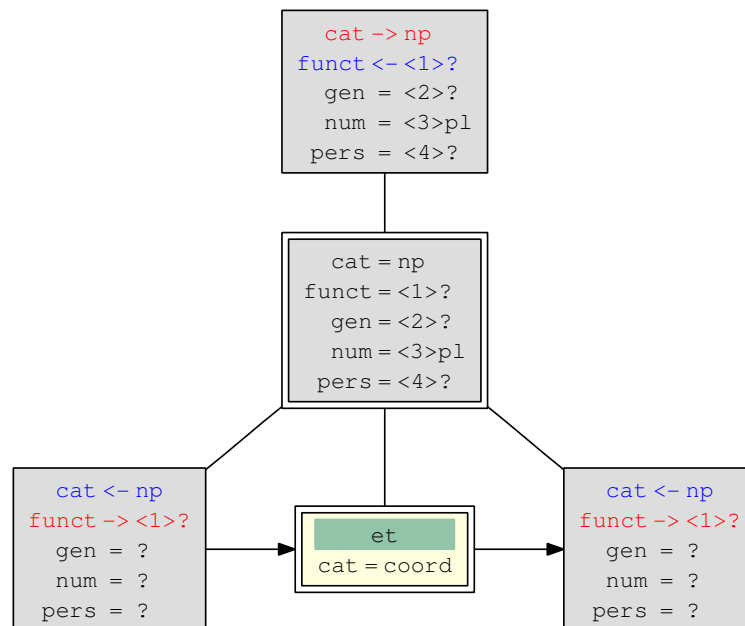 cat -> np
funct <- <1>?
gen = <2>?
num = <3>pl
pers = <4>?
cat = np
funct = <1>?
gen = <2>?
num = <3>pl
pers = <4>?
cat <- np
funct -> <1>?
gen = ?
num = ?
pers = ?
et
cat = coord
cat <- np
funct -> <1>?
gen = ?
num = ?
pers = ?